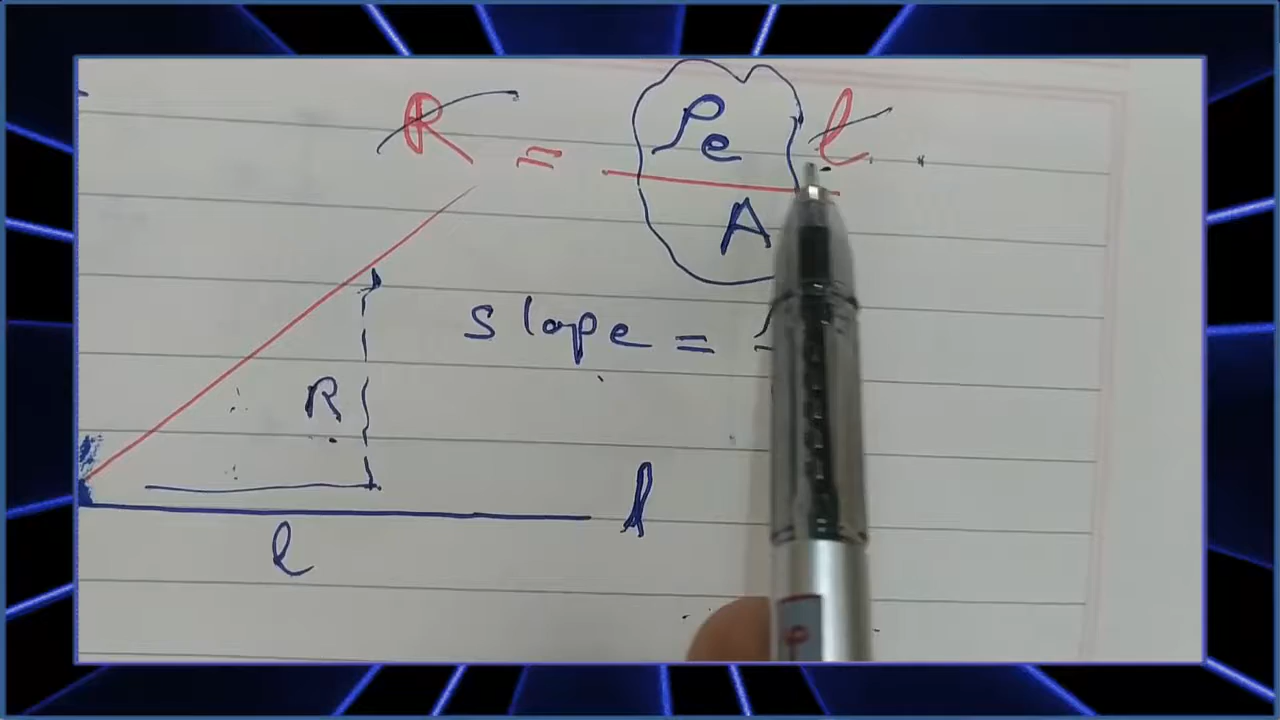 R = ρe l
A
slope =
R
l
l